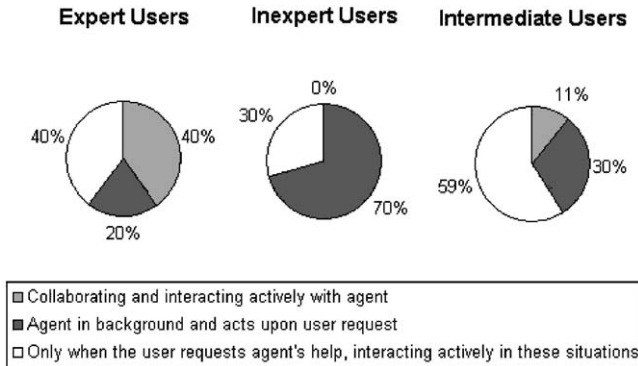 Expert Users
Inexpert Users
Intermediate Users
40%
40%
20%
0%
30%
70%
11%
30%
59%
Collaborating and interacting actively with agent
Agent in background and acts upon user request
Only when the user requests agent's help, interacting actively in these situations